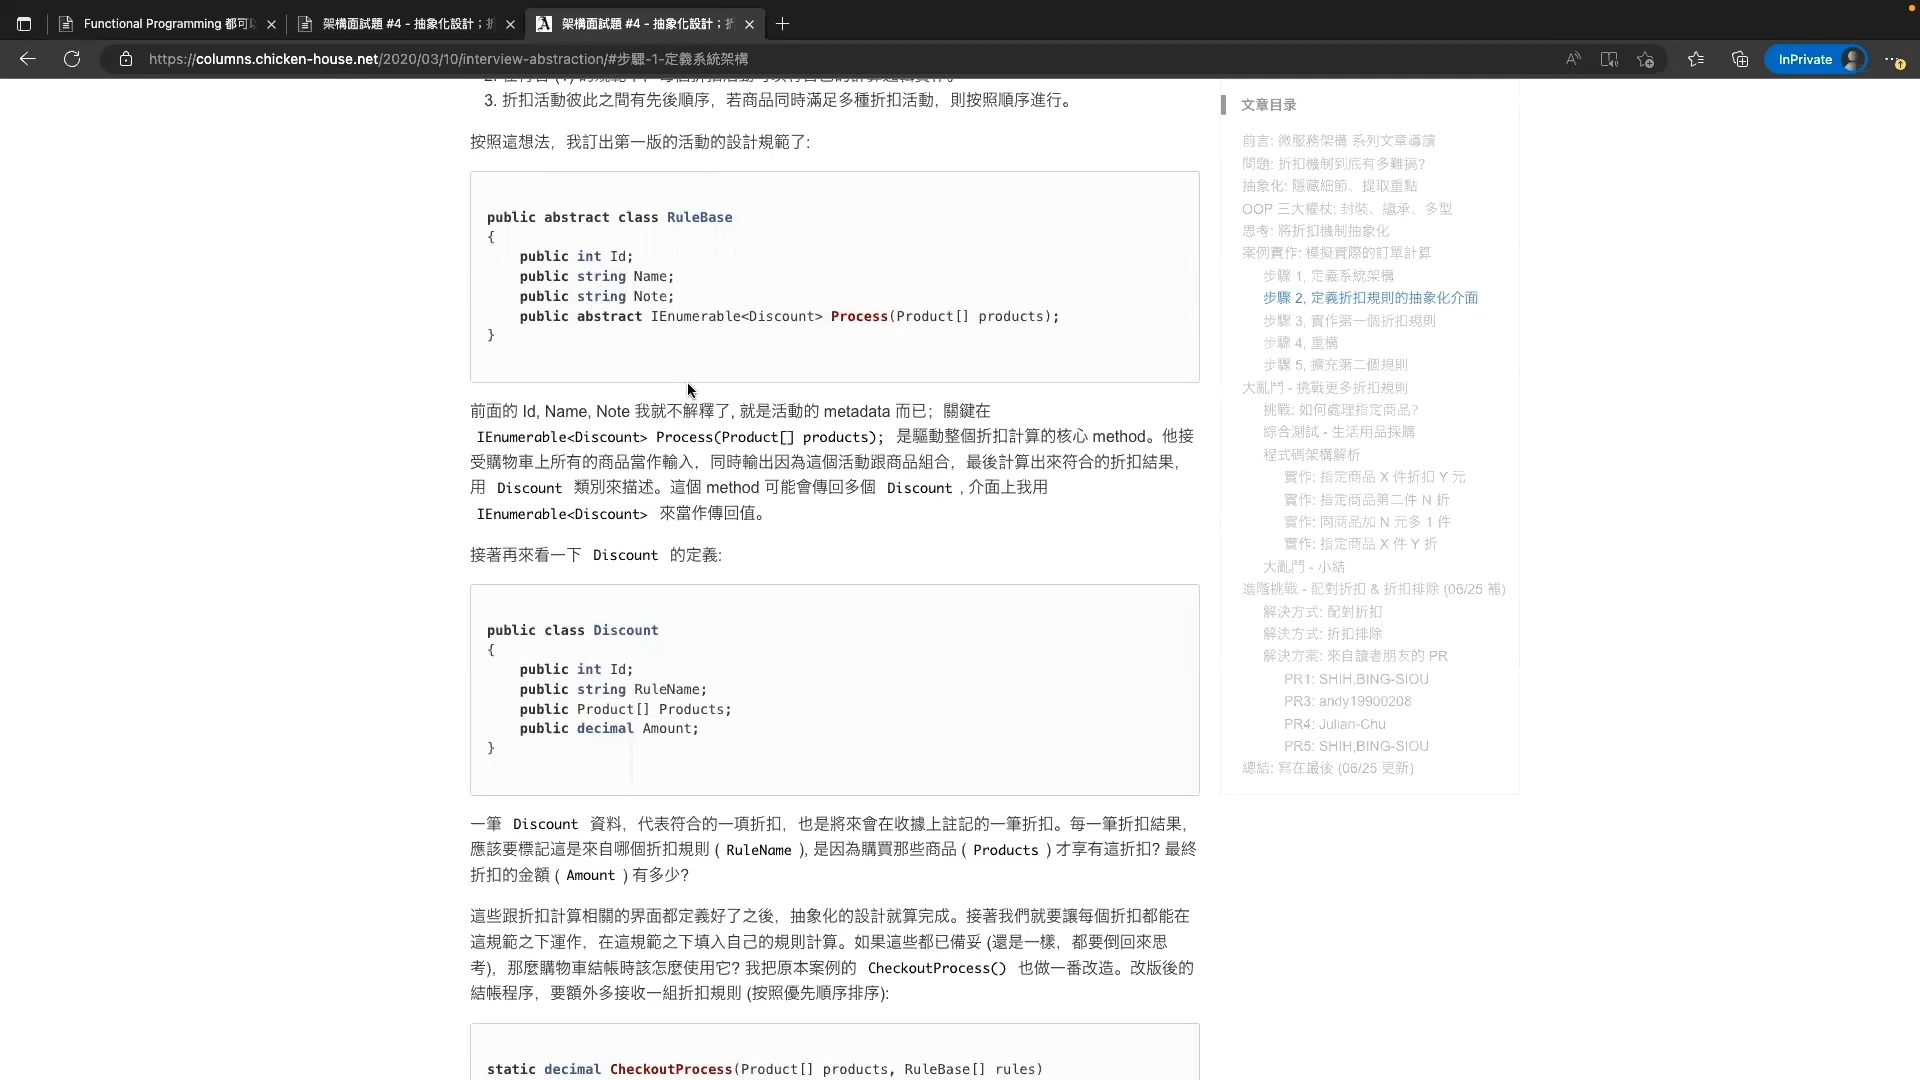 Functional Programming 都可
架構面試題 #4 - 抽象化設計；折
架構面試題 #4 - 抽象化設計；折
https://columns.chicken-house.net/2020/03/10/interview-abstraction/#步驟-1-定義系統架構
InPrivate
3. 折扣活動彼此之間有先後順序，若商品同時滿足多種折扣活動，則按照順序進行。
按照這想法，我訂出第一版的活動的設計規範了:
public abstract class RuleBase
{
public int Id;
public string Name;
public string Note;
public abstract IEnumerable<Discount> Process(Product[] products);
}
前面的 Id, Name, Note 我就不解釋了, 就是活動的 metadata 而已；關鍵在
IEnumerable<Discount> Process(Product[] products); 是驅動整個折扣計算的核心 method。他接
受購物車上所有的商品當作輸入，同時輸出因為這個活動跟商品組合，最後計算出來符合的折扣結果，
用 Discount 類別來描述。這個 method 可能會傳回多個 Discount , 介面上我用
IEnumerable<Discount> 來當作傳回值。
接著再來看一下 Discount 的定義:
public class Discount
{
public int Id;
public string RuleName;
public Product[] Products;
public decimal Amount;
}
一筆 Discount 資料，代表符合的一項折扣，也是將來會在收據上註記的一筆折扣。每一筆折扣結果，
應該要標記這是來自哪個折扣規則 ( RuleName ), 是因為購買那些商品 ( Products ) 才享有這折扣? 最終
折扣的金額 ( Amount ) 有多少?
這些跟折扣計算相關的界面都定義好了之後，抽象化的設計就算完成。接著我們就要讓每個折扣都能在
這規範之下運作，在這規範之下填入自己的規則計算。如果這些都已備妥 (還是一樣，都要倒回來思
考)，那麼購物車結帳時該怎麼使用它? 我把原本案例的 CheckoutProcess() 也做一番改造。改版後的
結帳程序，要額外多接收一組折扣規則 (按照優先順序排序):
static decimal CheckoutProcess(Product[] products, RuleBase[] rules)
文章目录
前言: 微服務架構 系列文章導讀
問題: 折扣機制到底有多難搞?
抽象化: 隱藏細節、提取重點
OOP 三大權杖: 封裝、繼承、多型
思考: 將折扣機制抽象化
案例實作: 模擬實際的訂單計算
步驟 1, 定義系統架構
步驟 2, 定義折扣規則的抽象化介面
步驟 3, 實作第一個折扣規則
步驟 4, 重構
步驟 5, 擴充第二個規則
大亂鬥 - 挑戰更多折扣規則
挑戰: 如何處理指定商品?
綜合測試 - 生活用品採購
程式碼架構解析
實作: 指定商品 X 件折扣 Y 元
實作: 指定商品第二件 N 折
實作: 同商品加 N 元多 1 件
實作: 指定商品 X 件 Y 折
大亂鬥 - 小結
進階挑戰 - 配對折扣 & 折扣排除 (06/25 補)
解決方式: 配對折扣
解決方式: 折扣排除
解決方案: 來自讀者朋友的 PR
PR1: SHIH,BING-SIOU
PR3: andy19900208
PR4: Julian-Chu
PR5: SHIH,BING-SIOU
總結: 寫在最後 (06/25 更新)